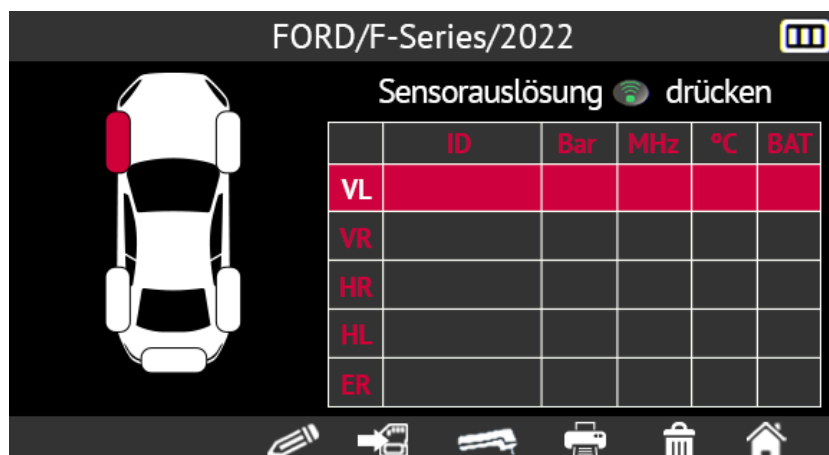 FORD/F-Series/2022
Sensorauslösung drücken
ID Bar MHz °C BAT
VL
VR
HR
HL
ER